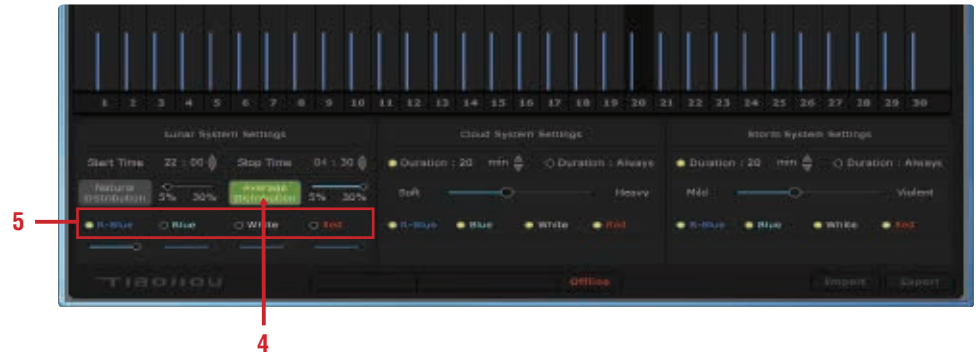 1 2 3 4 5 6 7 8 9 10 11 12 13 14 15 16 17 18 19 20 21 22 23 24 25 26 27 28 29 30
Lunar System Settings Cloud System Settings Storm System Settings
Start Time 22 : 00 Stop Time 04 : 30 Duration : 20 min Duration : Always Duration : 20 min Duration : Always
Natural Distribution 5% 30% Average Distribution 5% 30% Soft Heavy Mild Violent
5 R-Blue Blue White Red R-Blue Blue White Red R-Blue Blue White Red
Offline Import Export
4